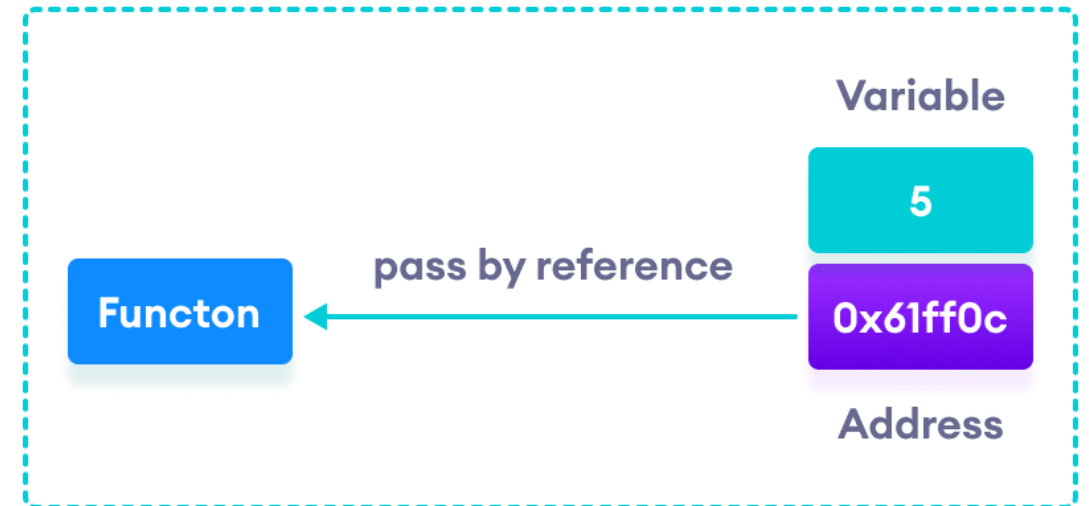 Variable
5
pass by reference
Functon
0x61ff0c
Address